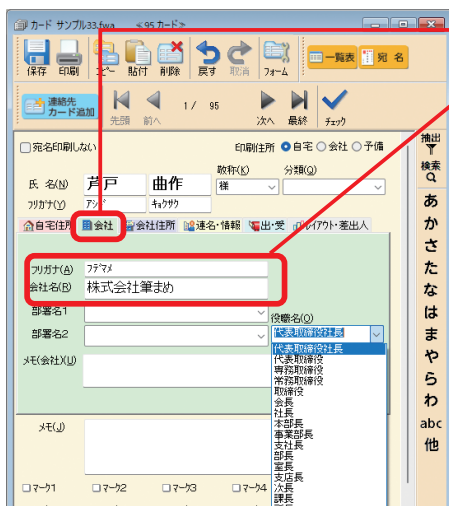 カード サンプル33.fwa ≪95 カード≫
保存 印刷 コピー 貼付 削除 戻す 取消 フォーム 一覧表 宛 名
連絡先
カード追加
1 / 95
先頭 前へ 次へ 最終 チェック
抽出
検索
宛名印刷しない 印刷住所 自宅 会社 予備
敬称(K) 分類(Q)
氏 名(N) 芦戸 曲作 様
フリガナ(Y) アシド キョクサク
自宅住所 会社 会社住所 連名・情報 出・受 レイアウト・差出人
フリガナ(A) フデマメ
会社名(R) 株式会社筆まめ
部署名1
役職名(O)
部署名2 代表取締役社長
メモ(会社)(U)
代表取締役社長
代表取締役
専務取締役
常務取締役
取締役
会長
社長
本部長
事業部長
支社長
部長
室長
支店長
次長
課長
メモ(J)
マーク1 マーク2 マーク3 マーク4
あ
か
さ
た
な
は
ま
や
ら
わ
abc
他